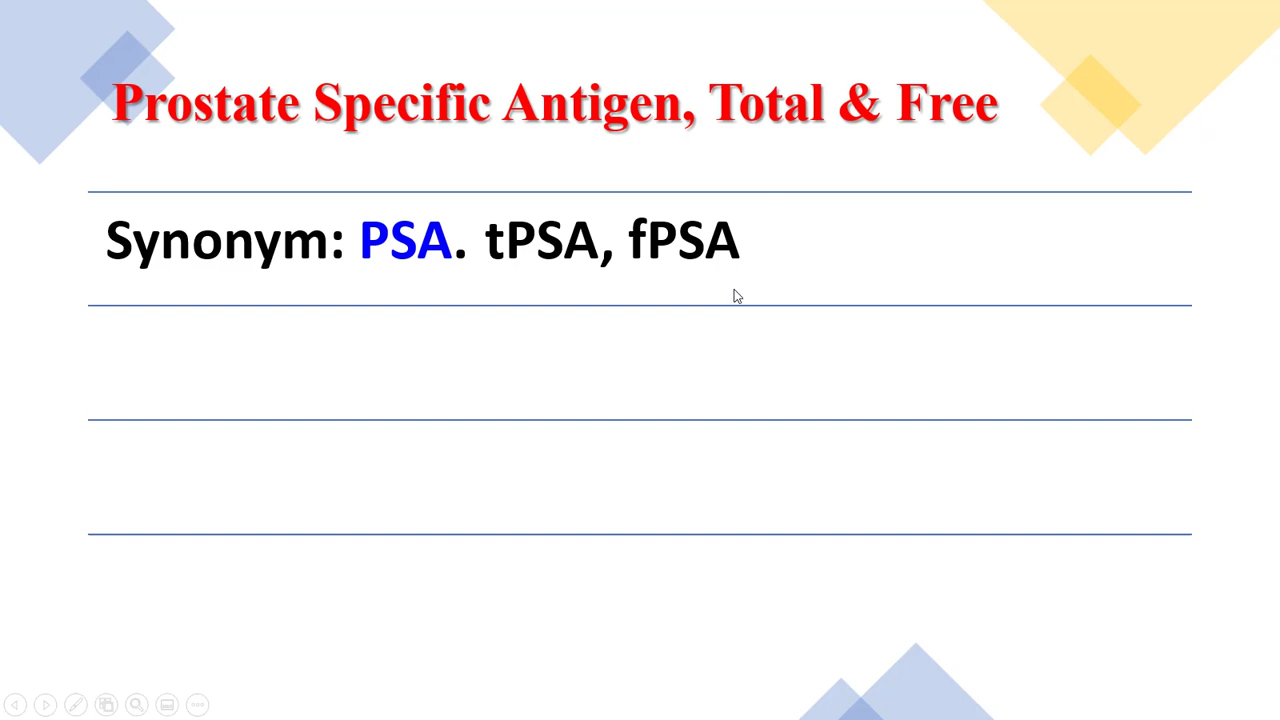 Prostate Specific Antigen, Total & Free
Synonym: PSA. tPSA, fPSA